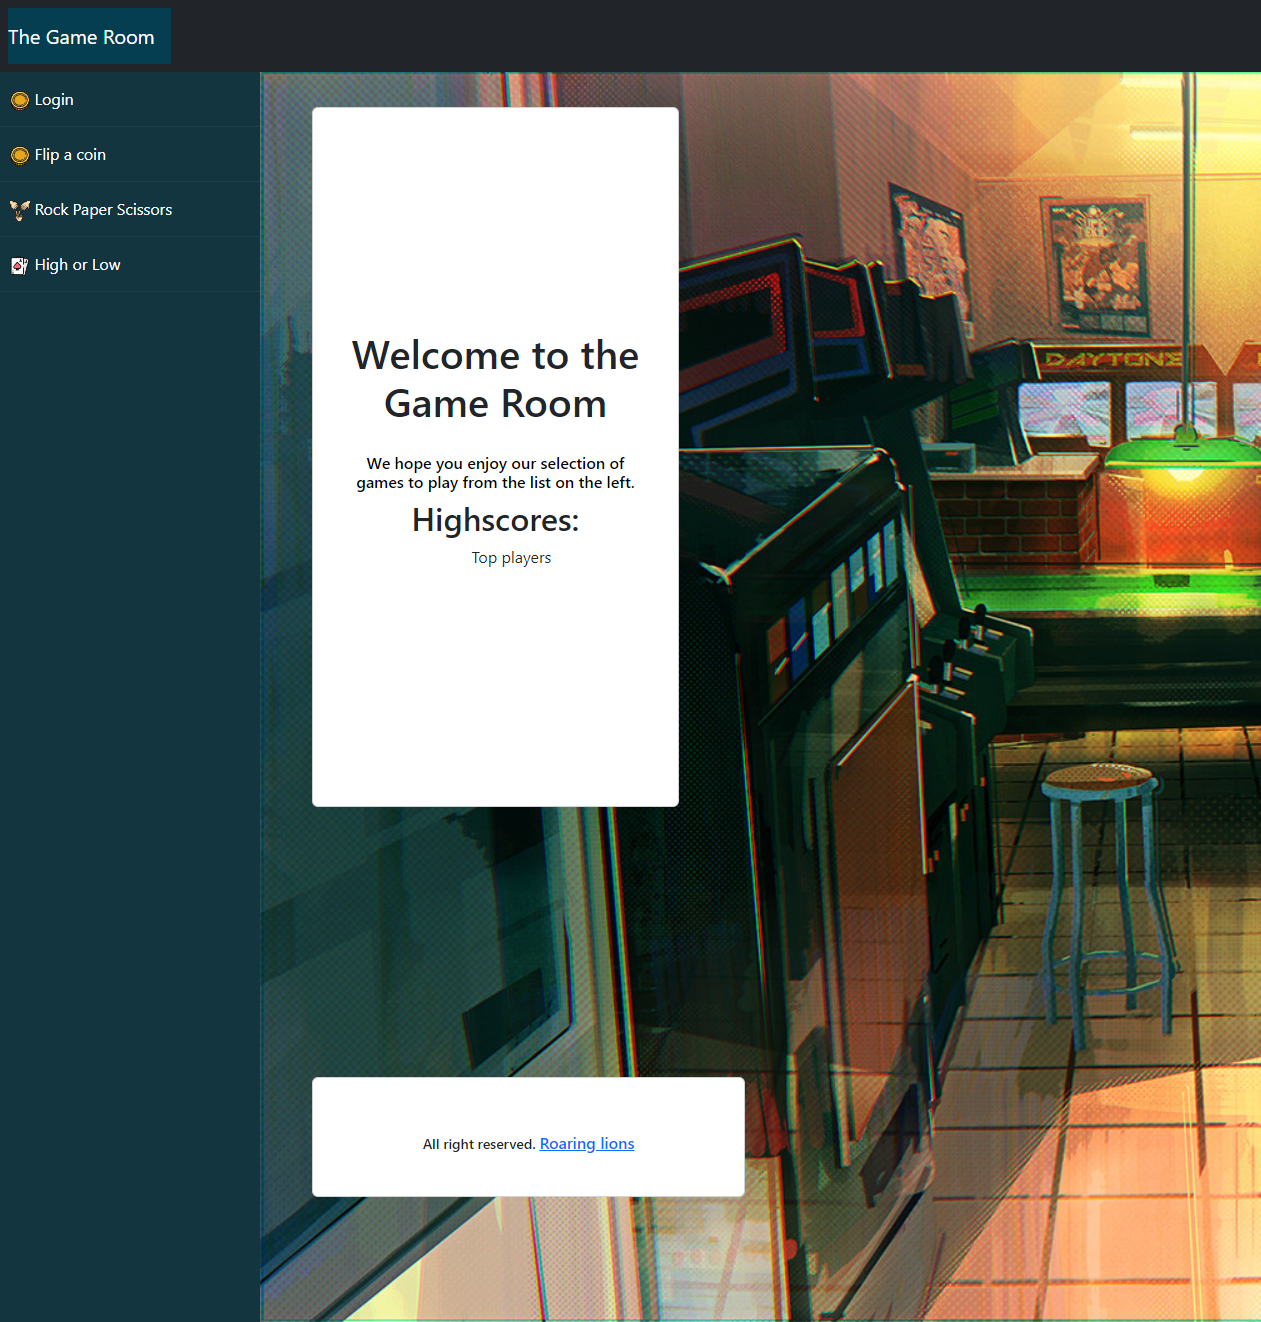 The Game Room
Login
Flip a coin
Rock Paper Scissors
High or Low
Welcome to the
Game Room
We hope you enjoy our selection of
games to play from the list on the left.
Highscores:
Top players
DAYTONE
All right reserved. Roaring lions